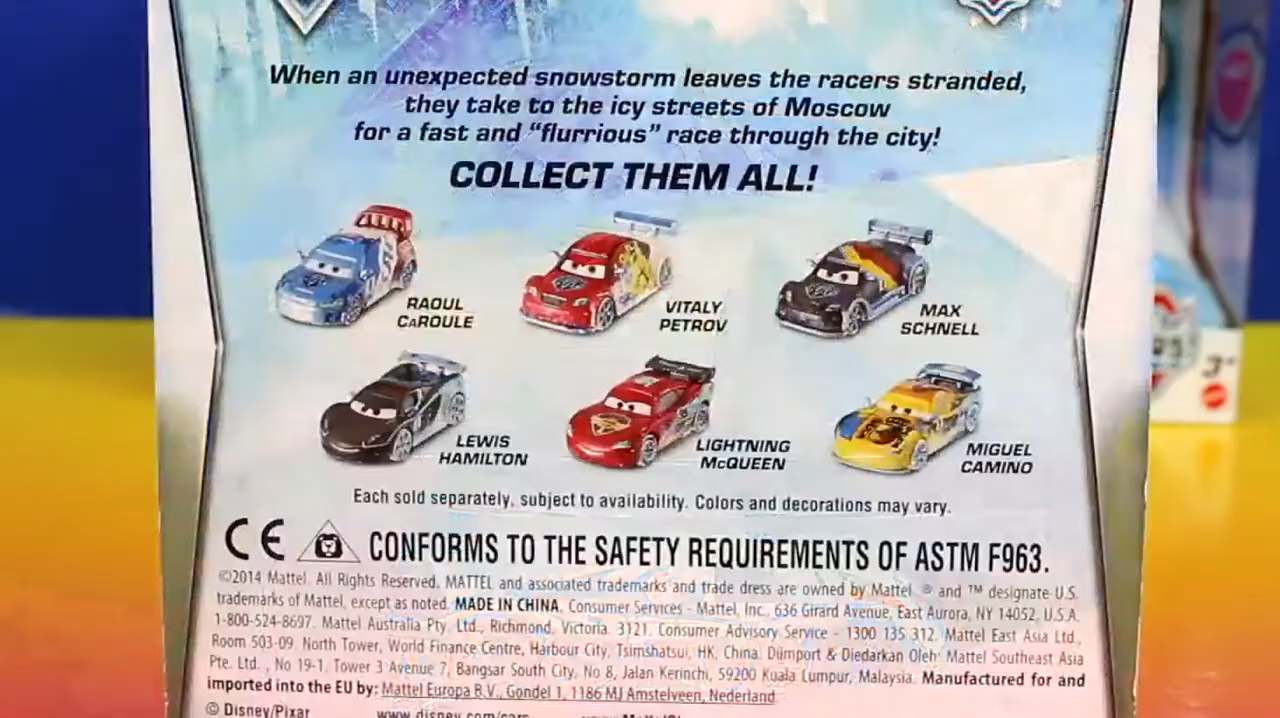 When an unexpected snowstorm leaves the racers stranded,
they take to the icy streets of Moscow
for a fast and “flurrious” race through the city!
COLLECT THEM ALL!
RAOUL
CAROULE
VITALY
PETROV
MAX
SCHNELL
LEWIS
HAMILTON
LIGHTNING
McQUEEN
MIGUEL
CAMINO
Each sold separately, subject to availability. Colors and decorations may vary.
CE CONFORMS TO THE SAFETY REQUIREMENTS OF ASTM F963.
©2014 Mattel. All Rights Reserved. MATTEL and associated trademarks and trade dress are owned by Mattel. ® and ™ designate U.S.
trademarks of Mattel, except as noted. MADE IN CHINA. Consumer Services - Mattel, Inc., 636 Girard Avenue, East Aurora, NY 14052, U.S.A.
1-800-524-8697. Mattel Australia Pty. Ltd., Richmond, Victoria. 3121. Consumer Advisory Service - 1300 135 312. Mattel East Asia Ltd.,
Room 503-09, North Tower, World Finance Centre, Harbour City, Tsimshatsui, HK, China. Diimport & Diedarkan Oleh: Mattel Southeast Asia
Pte. Ltd., No 19-1, Tower 3 Avenue 7, Bangsar South City, No 8, Jalan Kerinchi, 59200 Kuala Lumpur, Malaysia. Manufactured for and
imported into the EU by: Mattel Europa B.V., Gondel 1, 1186 MJ Amstelveen, Nederland.
© Disney/Pixar www.disney.com/cars
3+